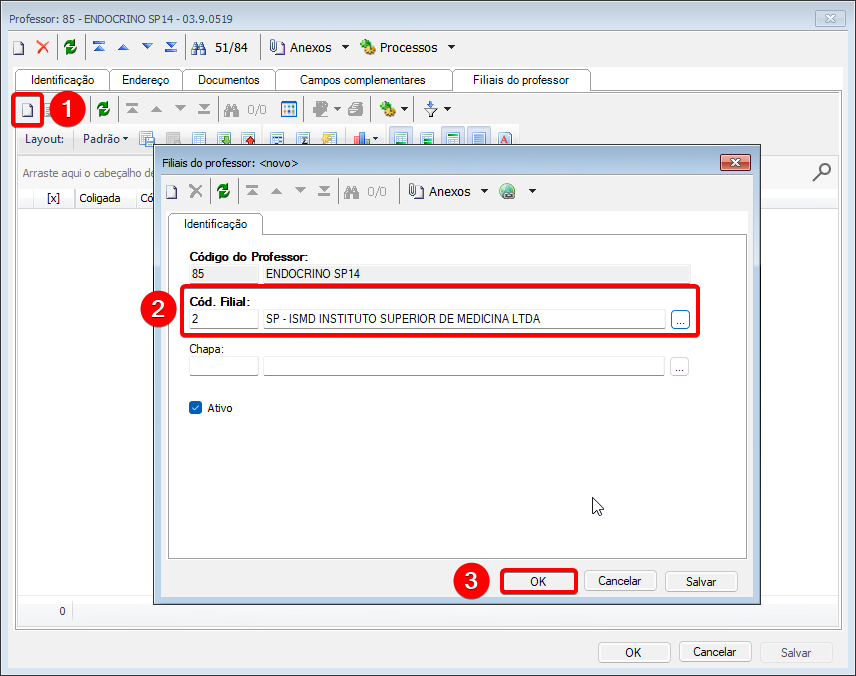 Professor: 85 - ENDOCRINO SP14 - 03.9.0519
51/84 Anexos Processos
Identificação Endereço Documentos Campos complementares Filiais do professor
1 0/0
Layout: Padrão
Arraste aqui o cabeçalho de
[x] Coligada Có
Filiais do professor: <novo>
0/0 Anexos
Identificação
Código do Professor:
85 ENDOCRINO SP14
2
Cód. Filial:
2 SP - ISMD INSTITUTO SUPERIOR DE MEDICINA LTDA ...
Chapa:
...
Ativo
3 OK Cancelar Salvar
0
OK Cancelar Salvar